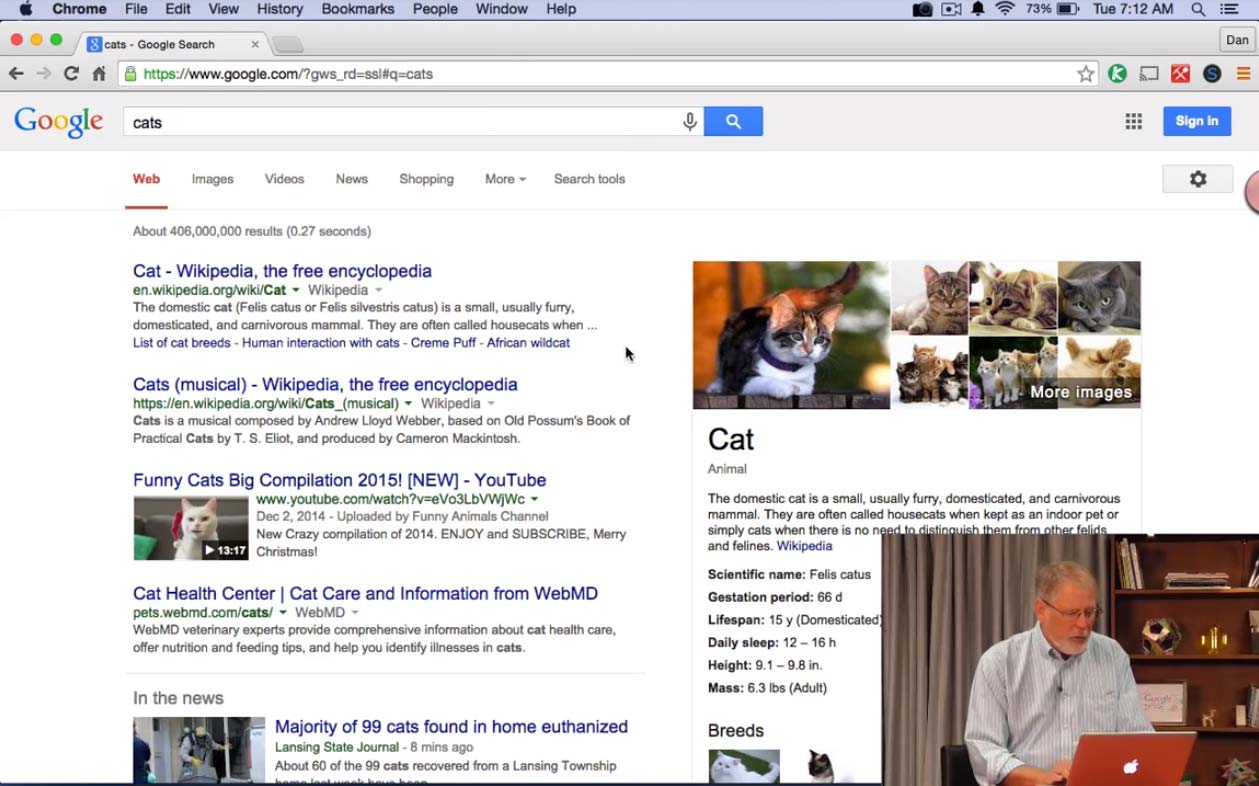 Chrome File Edit View History Bookmarks People Window Help 73% Tue 7:12 AM
cats - Google Search
Dan
https://www.google.com/?gws_rd=ssl#q=cats
Google cats Sign in
Web Images Videos News Shopping More Search tools
About 406,000,000 results (0.27 seconds)
Cat - Wikipedia, the free encyclopedia
en.wikipedia.org/wiki/Cat Wikipedia
The domestic cat (Felis catus or Felis silvestris catus) is a small, usually furry,
domesticated, and carnivorous mammal. They are often called housecats when ...
List of cat breeds - Human interaction with cats - Creme Puff - African wildcat
Cats (musical) - Wikipedia, the free encyclopedia
https://en.wikipedia.org/wiki/Cats_(musical) Wikipedia
Cats is a musical composed by Andrew Lloyd Webber, based on Old Possum's Book of
Practical Cats by T. S. Eliot, and produced by Cameron Mackintosh.
Funny Cats Big Compilation 2015! [NEW] - YouTube
www.youtube.com/watch?v=eVo3LbVWjWc
Dec 2, 2014 - Uploaded by Funny Animals Channel
New Crazy compilation of 2014. ENJOY and SUBSCRIBE, Merry
Christmas!
13:17
Cat Health Center | Cat Care and Information from WebMD
pets.webmd.com/cats/ WebMD
WebMD veterinary experts provide comprehensive information about cat health care,
offer nutrition and feeding tips, and help you identify illnesses in cats.
In the news
Majority of 99 cats found in home euthanized
Lansing State Journal - 8 mins ago
About 60 of the 99 cats recovered from a Lansing Township
More images
Cat
Animal
The domestic cat is a small, usually furry, domesticated, and carnivorous
mammal. They are often called housecats when kept as an indoor pet or
simply cats when there is no need to distinguish them from other felids
and felines. Wikipedia
Scientific name: Felis catus
Gestation period: 66 d
Lifespan: 15 y (Domesticated)
Daily sleep: 12 – 16 h
Height: 9.1 – 9.8 in.
Mass: 6.3 lbs (Adult)
Breeds
Google